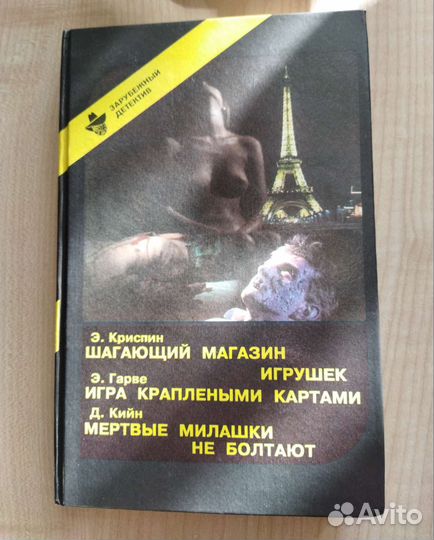 ЗАРУБЕЖНЫЙ
ДЕТЕКТИВ
Э. Криспин
ШАГАЮЩИЙ МАГАЗИН
ИГРУШЕК
Э. Гарве
ИГРА КРАПЛЕНЫМИ КАРТАМИ
Д. Кийн
МЕРТВЫЕ МИЛАШКИ
НЕ БОЛТАЮТ
Avito